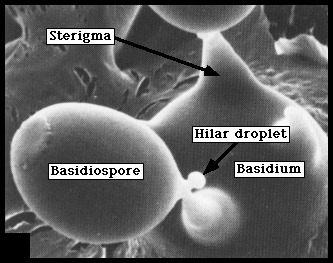 Sterigma
Hilar droplet
Basidiospore
Basidium